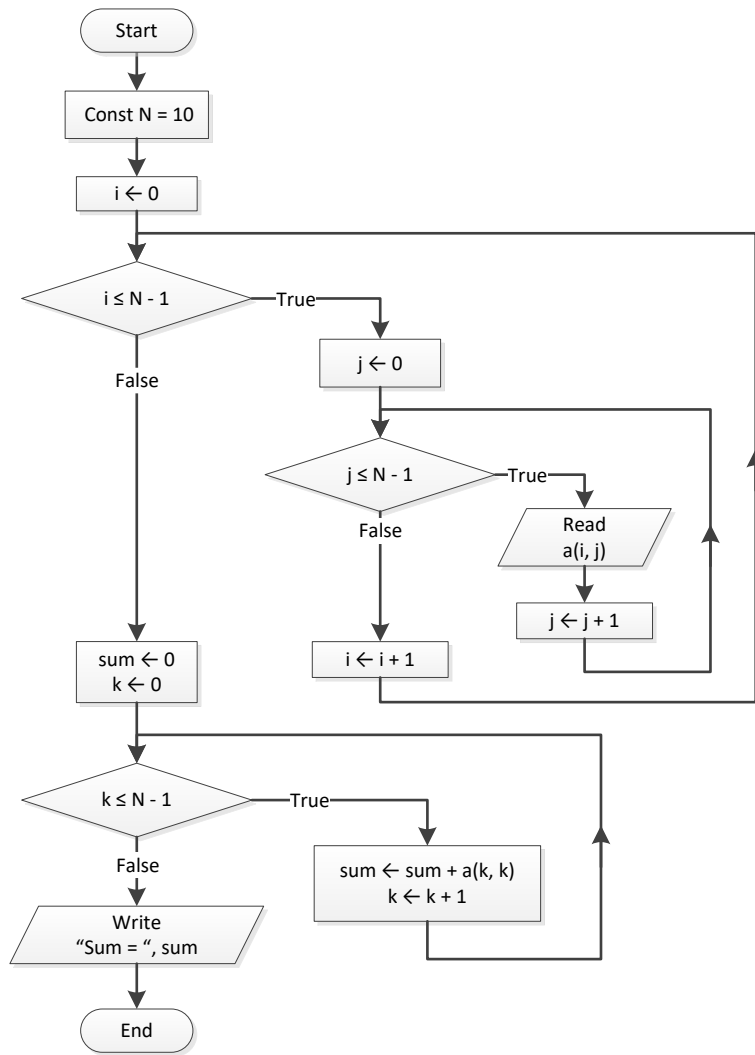 Start
Const N = 10
i ← 0
i ≤ N - 1
True
False
j ← 0
j ≤ N - 1
True
False
Read
a(i, j)
j ← j + 1
i ← i + 1
sum ← 0
k ← 0
k ≤ N - 1
True
False
sum ← sum + a(k, k)
k ← k + 1
Write
“Sum = “, sum
End